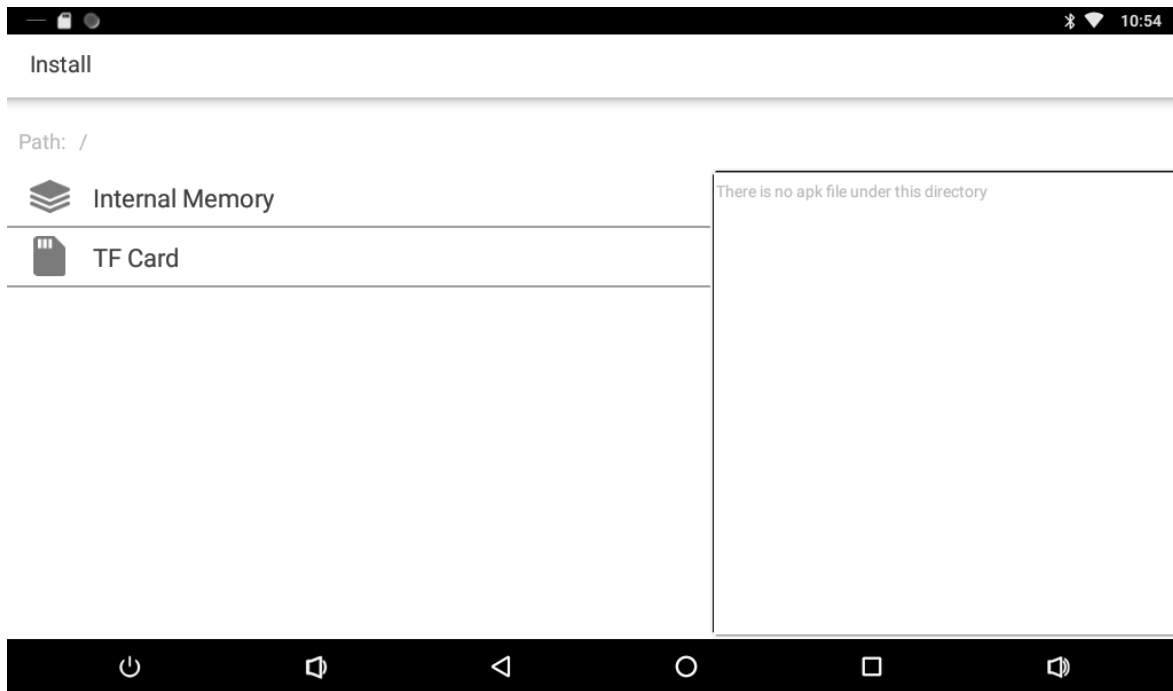 10:54
Install
Path: /
Internal Memory
There is no apk file under this directory
TF Card